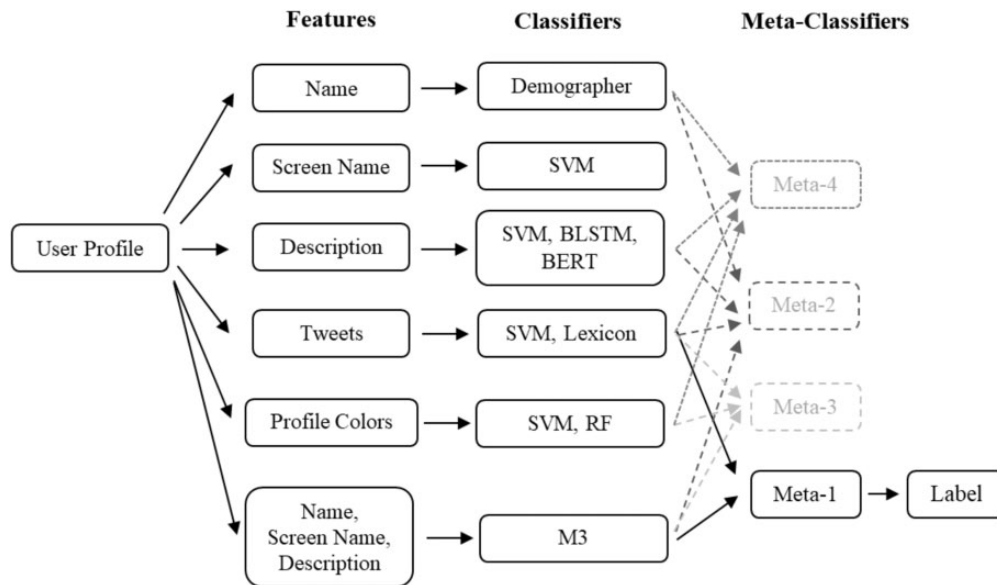 Features
Classifiers
Meta-Classifiers
Name
Demographer
Screen Name
SVM
Meta-4
User Profile
Description
SVM, BLSTM,
BERT
Meta-2
Tweets
SVM, Lexicon
Meta-3
Profile Colors
SVM, RF
Meta-1
Label
Name,
Screen Name,
Description
M3